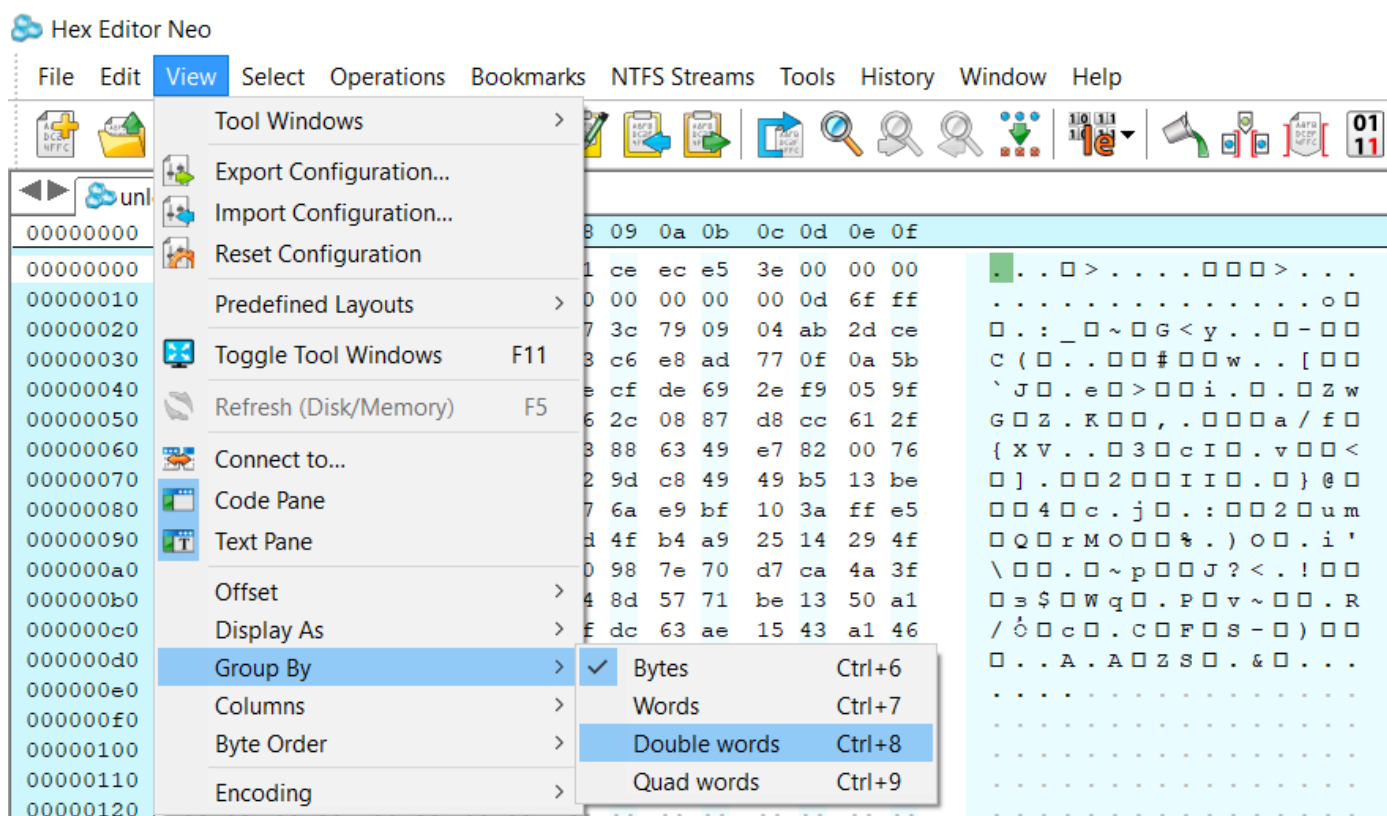 Hex Editor Neo
File Edit View Select Operations Bookmarks NTFS Streams Tools History Window Help
Tool Windows
Export Configuration...
Import Configuration...
Reset Configuration
Predefined Layouts
Toggle Tool Windows F11
Refresh (Disk/Memory) F5
Connect to...
Code Pane
Text Pane
Offset
Display As
Group By
Columns
Byte Order
Encoding
Bytes Ctrl+6
Words Ctrl+7
Double words Ctrl+8
Quad words Ctrl+9
00000000 09 0a 0b 0c 0d 0e 0f
00000000 ce ec e5 3e 00 00 00
00000010 00 00 00 00 0d 6f ff
00000020 3c 79 09 04 ab 2d ce
00000030 c6 e8 ad 77 0f 0a 5b
00000040 cf de 69 2e f9 05 9f
00000050 2c 08 87 d8 cc 61 2f
00000060 88 63 49 e7 82 00 76
00000070 9d c8 49 49 b5 13 be
00000080 6a e9 bf 10 3a ff e5
00000090 4f b4 a9 25 14 29 4f
000000a0 98 7e 70 d7 ca 4a 3f
000000b0 8d 57 71 be 13 50 a1
000000c0 dc 63 ae 15 43 a1 46
000000d0
000000e0
000000f0
00000100
00000110
00000120